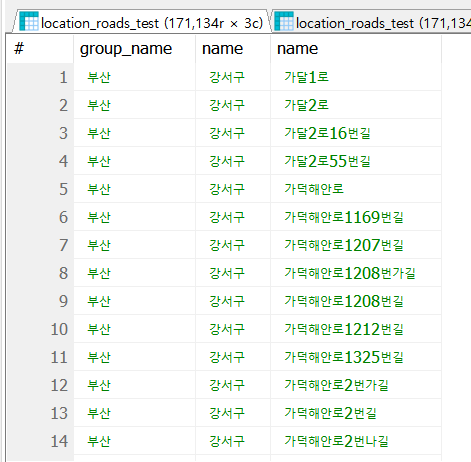 location_roads_test (171,134r × 3c) location_roads_test (171,134
# group_name name name
1 부산 강서구 가달1로
2 부산 강서구 가달2로
3 부산 강서구 가달2로16번길
4 부산 강서구 가달2로55번길
5 부산 강서구 가덕해안로
6 부산 강서구 가덕해안로1169번길
7 부산 강서구 가덕해안로1207번길
8 부산 강서구 가덕해안로1208번가길
9 부산 강서구 가덕해안로1208번길
10 부산 강서구 가덕해안로1212번길
11 부산 강서구 가덕해안로1325번길
12 부산 강서구 가덕해안로2번가길
13 부산 강서구 가덕해안로2번길
14 부산 강서구 가덕해안로2번나길